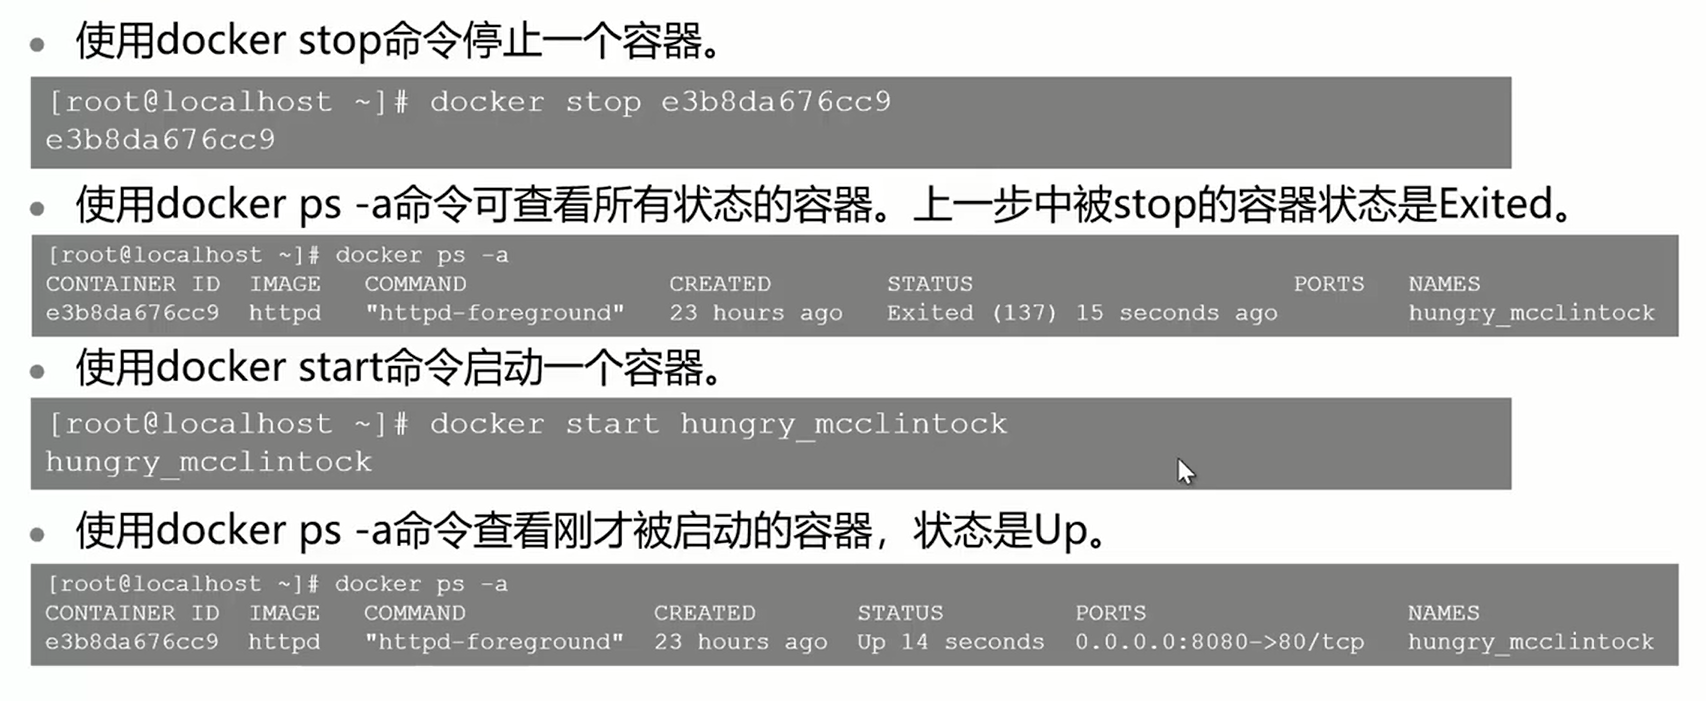 ● 使用docker stop命令停止一个容器。
[root@localhost ~]# docker stop e3b8da676cc9
e3b8da676cc9
● 使用docker ps -a命令可查看所有状态的容器。上一步中被stop的容器状态是Exited。
[root@localhost ~]# docker ps -a
CONTAINER ID  IMAGE   COMMAND              CREATED        STATUS                      PORTS   NAMES
e3b8da676cc9  httpd   "httpd-foreground"   23 hours ago   Exited (137) 15 seconds ago         hungry_mcclintock
● 使用docker start命令启动一个容器。
[root@localhost ~]# docker start hungry_mcclintock
hungry_mcclintock
● 使用docker ps -a命令查看刚才被启动的容器，状态是Up。
[root@localhost ~]# docker ps -a
CONTAINER ID  IMAGE   COMMAND             CREATED       STATUS         PORTS                 NAMES
e3b8da676cc9  httpd   "httpd-foreground"  23 hours ago  Up 14 seconds  0.0.0.0:8080->80/tcp  hungry_mcclintock